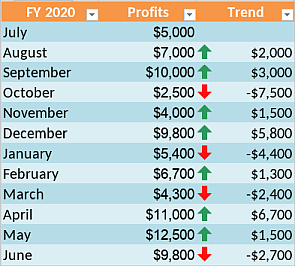 FY 2020 Profits Trend
July $5,000
August $7,000 $2,000
September $10,000 $3,000
October $2,500 -$7,500
November $4,000 $1,500
December $9,800 $5,800
January $5,400 -$4,400
February $6,700 $1,300
March $4,300 -$2,400
April $11,000 $6,700
May $12,500 $1,500
June $9,800 -$2,700